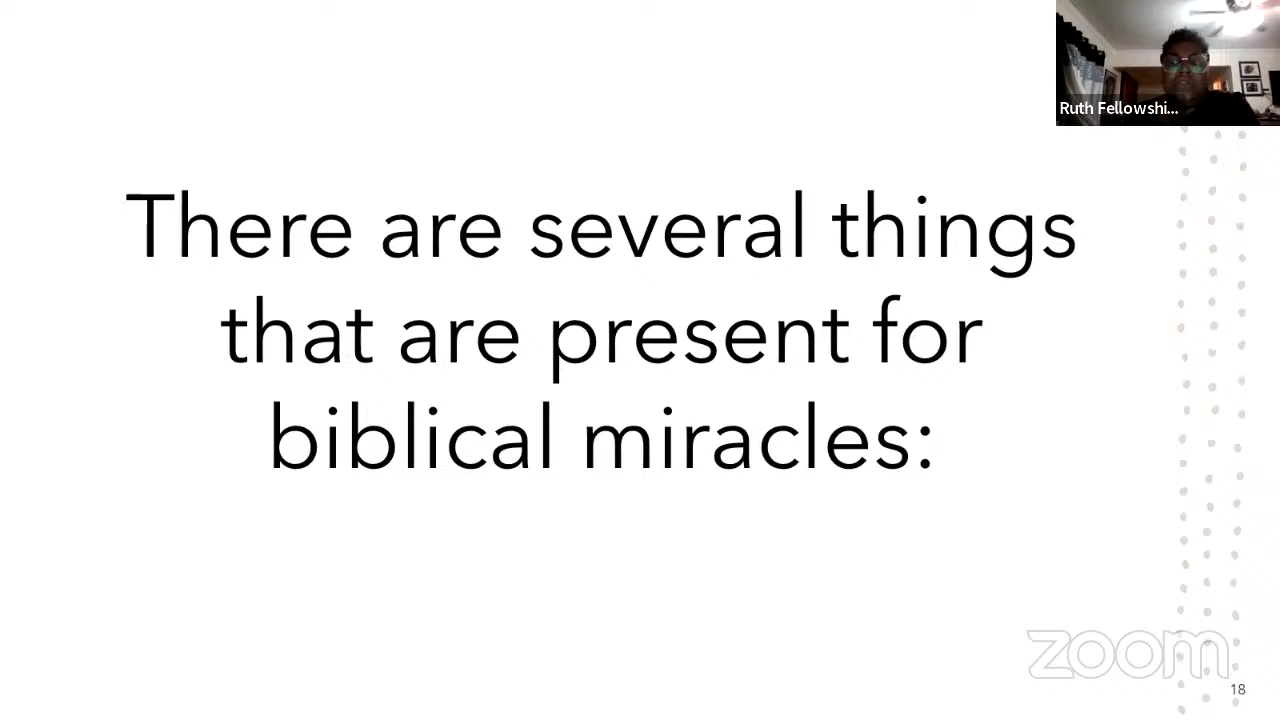 Ruth Fellowshi...
There are several things
that are present for
biblical miracles:
zoom
18